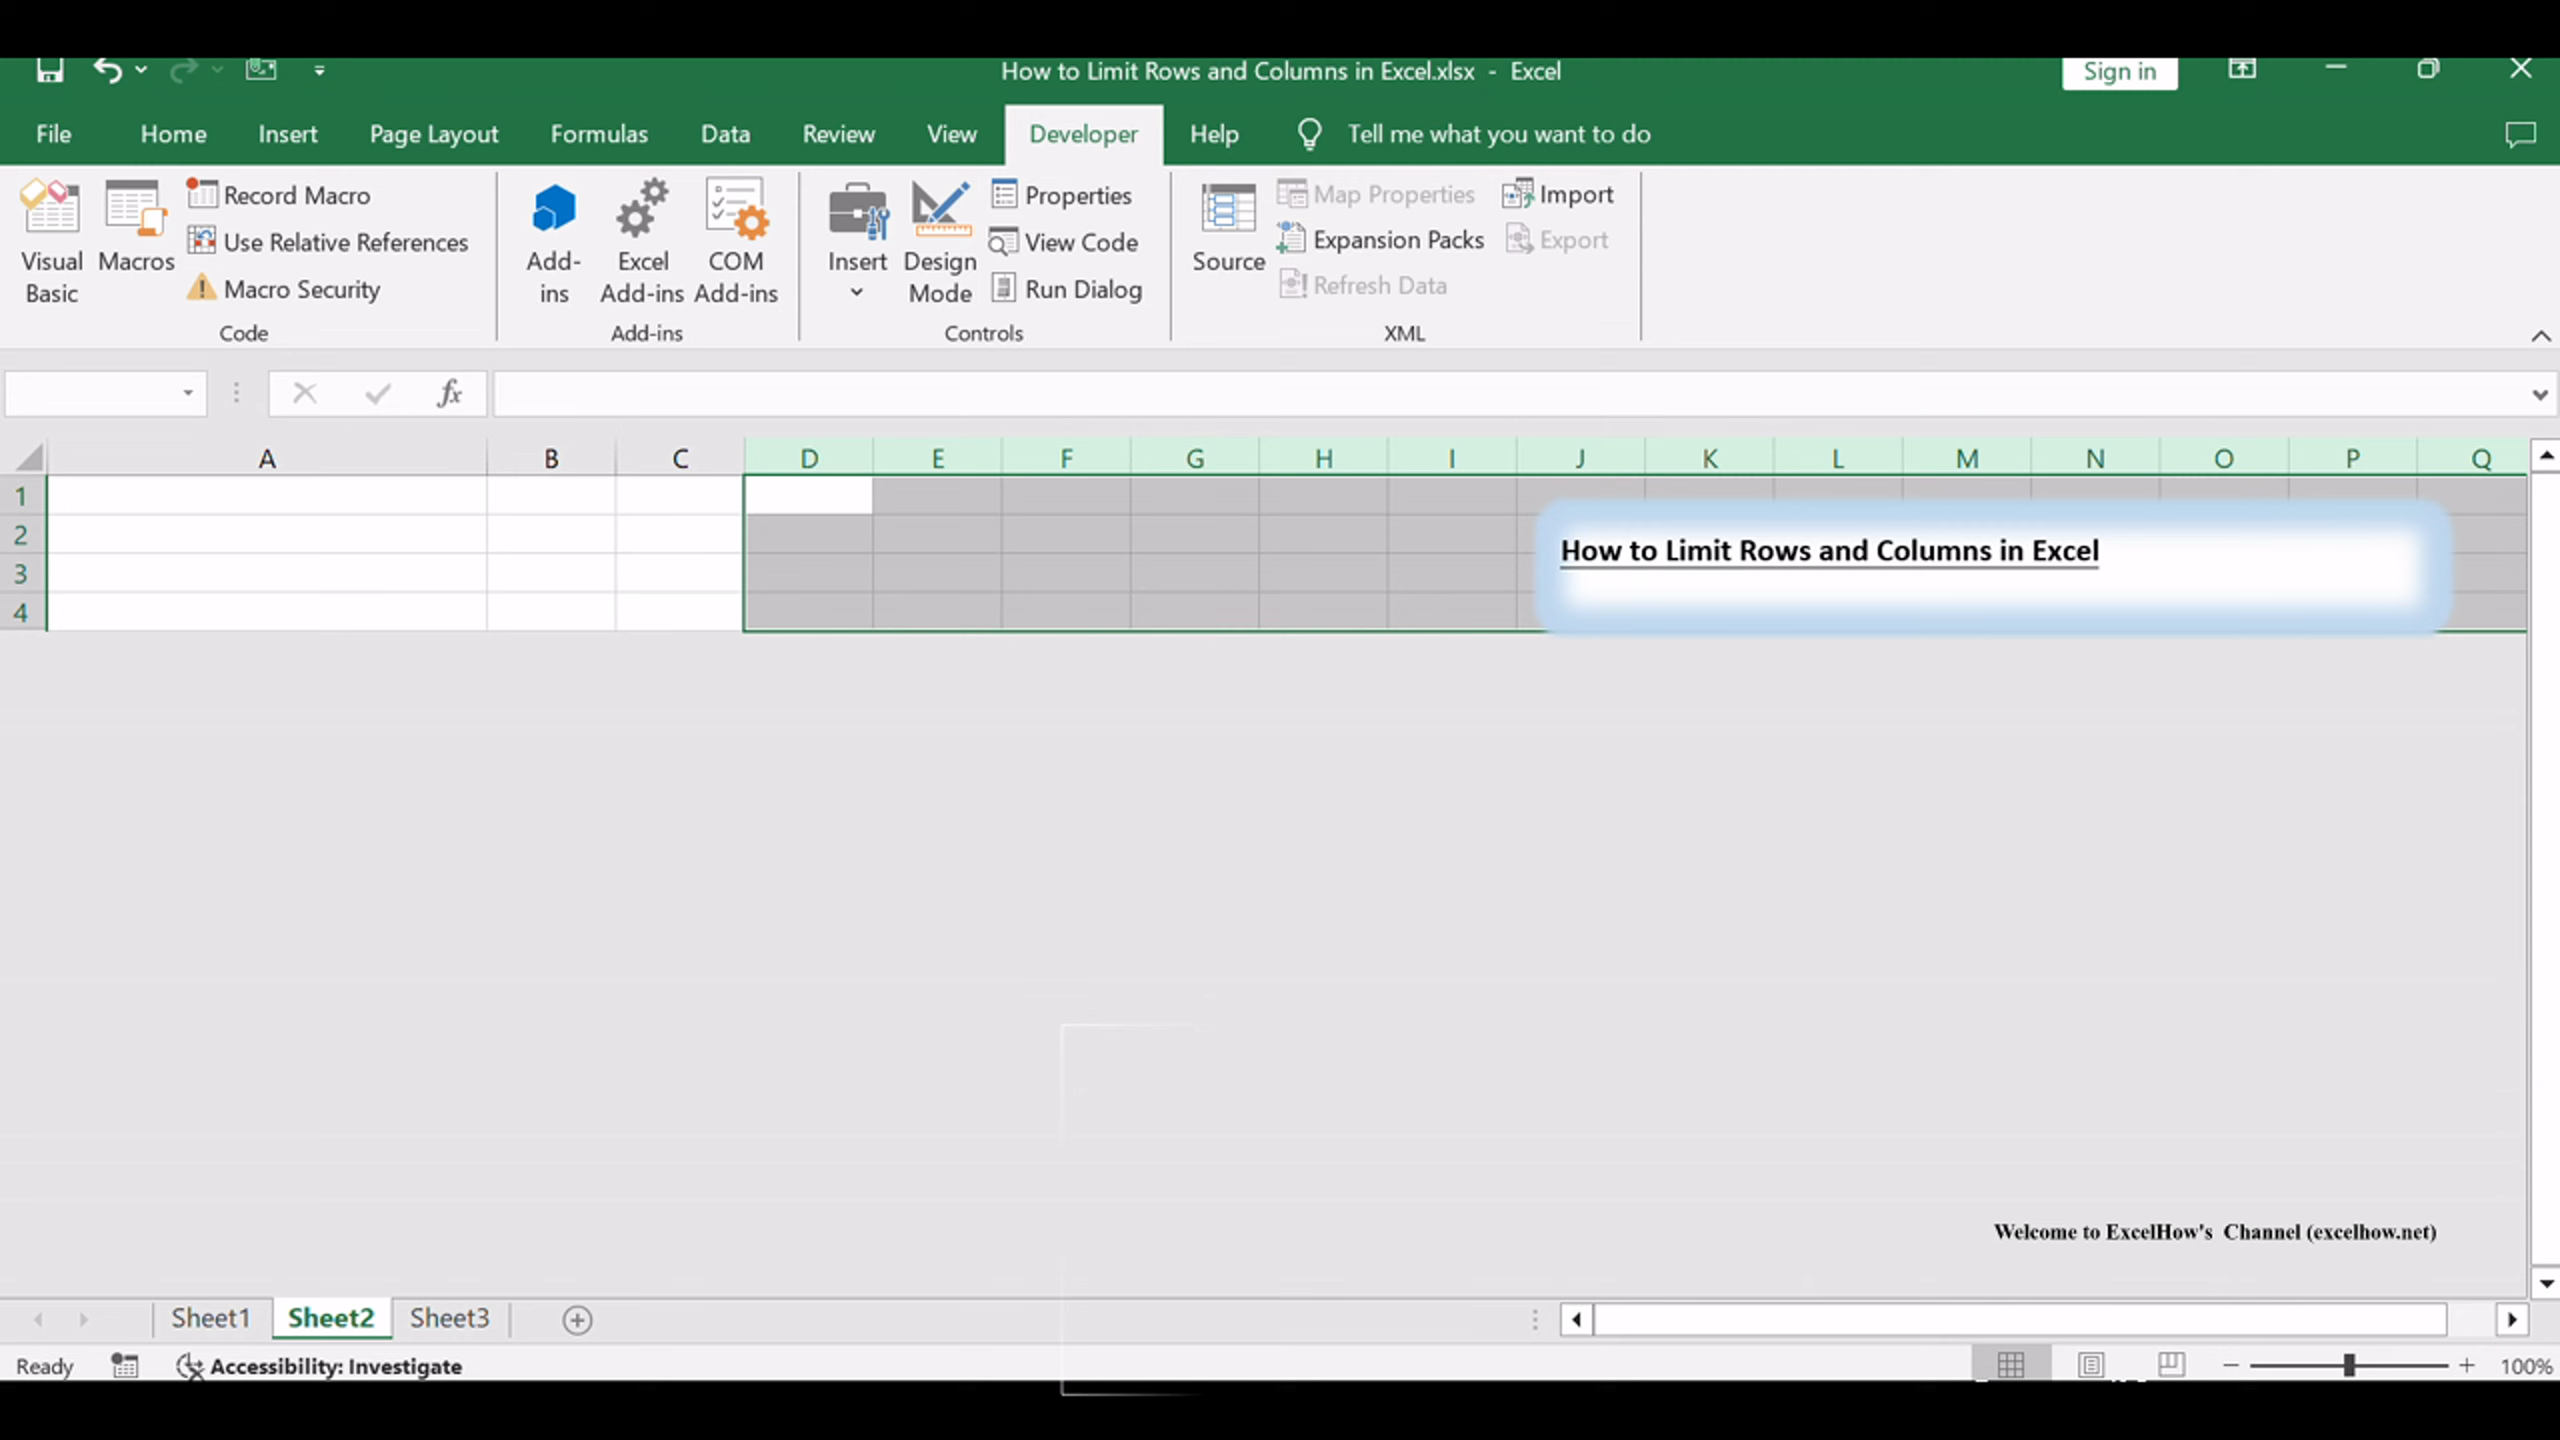 How to Limit Rows and Columns in Excel.xlsx - Excel
Sign in
File Home Insert Page Layout Formulas Data Review View Developer Help Tell me what you want to do
Visual Basic
Macros
Record Macro
Use Relative References
Macro Security
Code
Add-ins
Excel Add-ins
COM Add-ins
Add-ins
Insert
Design Mode
Properties
View Code
Run Dialog
Controls
Source
Map Properties
Expansion Packs
Refresh Data
Import
Export
XML
fx
A B C D E F G H I J K L M N O P Q
1
2
3
4
How to Limit Rows and Columns in Excel
Welcome to ExcelHow's Channel (excelhow.net)
Sheet1 Sheet2 Sheet3
Ready Accessibility: Investigate 100%